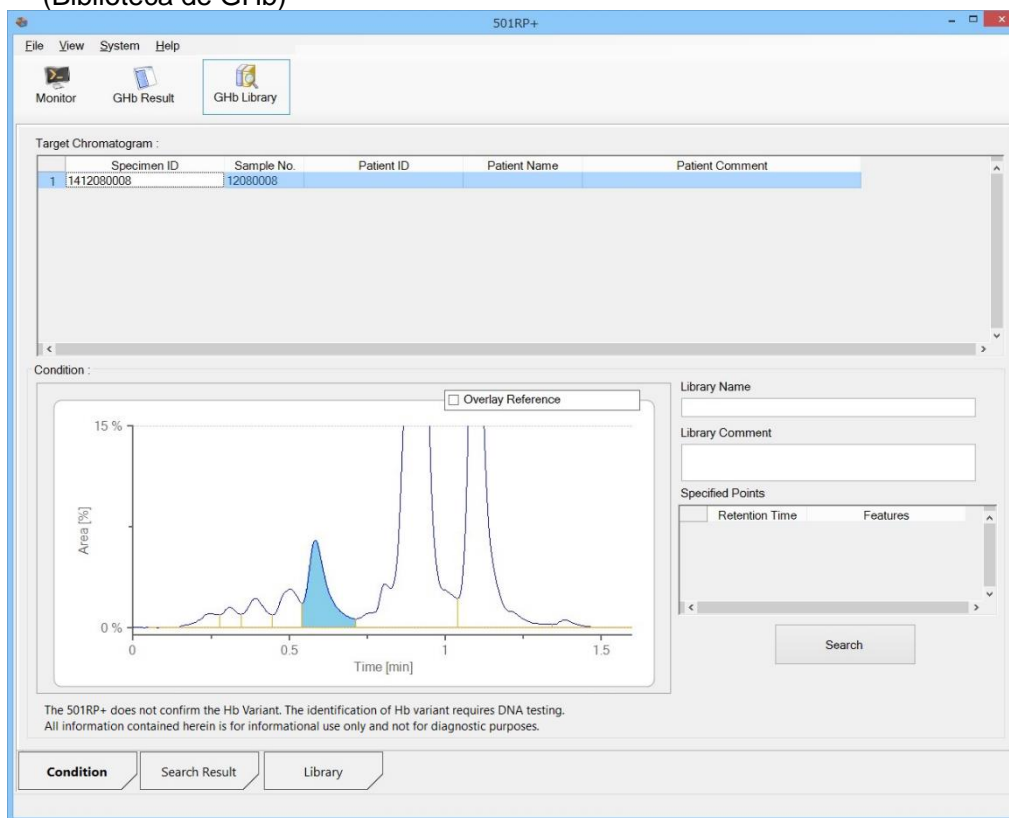 (Biblioteca de GHb)
501RP+
File View System Help
Monitor GHb Result GHb Library
Target Chromatogram :
Specimen ID Sample No. Patient ID Patient Name Patient Comment
1 1412080008 12080008
Condition :
Overlay Reference
15 %
Area [%]
0 %
0 0.5 1 1.5
Time [min]
Library Name
Library Comment
Specified Points
Retention Time Features
Search
The 501RP+ does not confirm the Hb Variant. The identification of Hb variant requires DNA testing.
All information contained herein is for informational use only and not for diagnostic purposes.
Condition Search Result Library